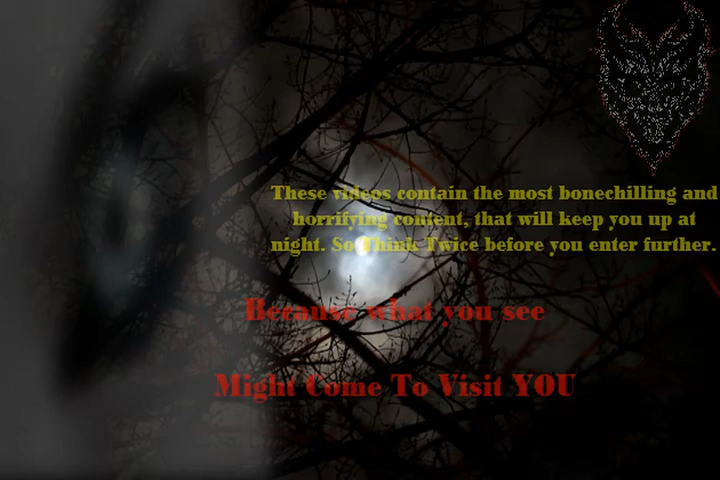 These videos contain the most bonechilling and
horrifying content, that will keep you up at
night. So Think Twice before you enter further.
Because what you see
Might Come To Visit YOU